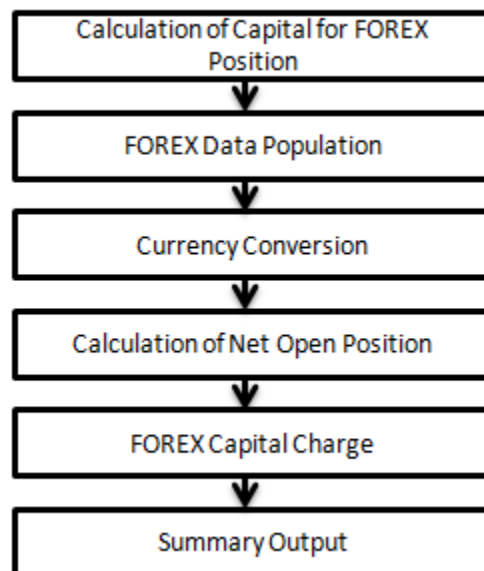 Calculation of Capital for FOREX
Position
FOREX Data Population
Currency Conversion
Calculation of Net Open Position
FOREX Capital Charge
Summary Output